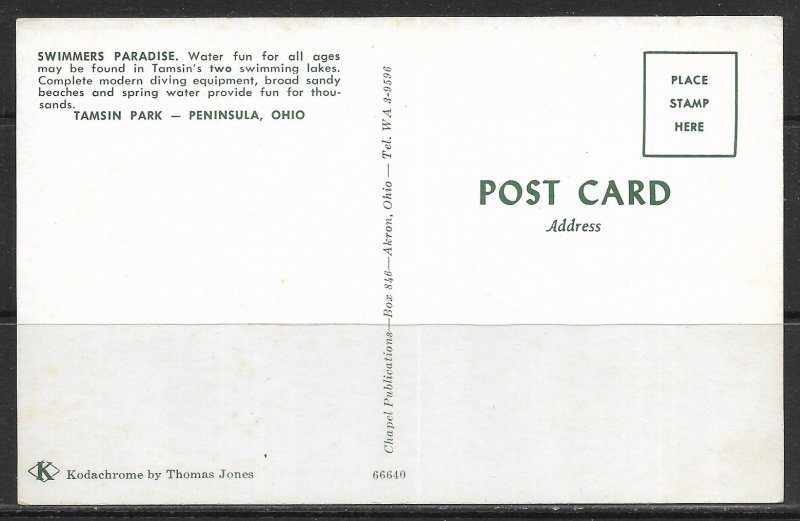 SWIMMERS PARADISE. Water fun for all ages
may be found in Tamsin's two swimming lakes.
Complete modern diving equipment, broad sandy
beaches and spring water provide fun for thou-
sands.
TAMSIN PARK — PENINSULA, OHIO
Chapel Publications—Box 846—Akron, Ohio — Tel. WA 3-9596
PLACE
STAMP
HERE
POST CARD
Address
K
Kodachrome by Thomas Jones
66640